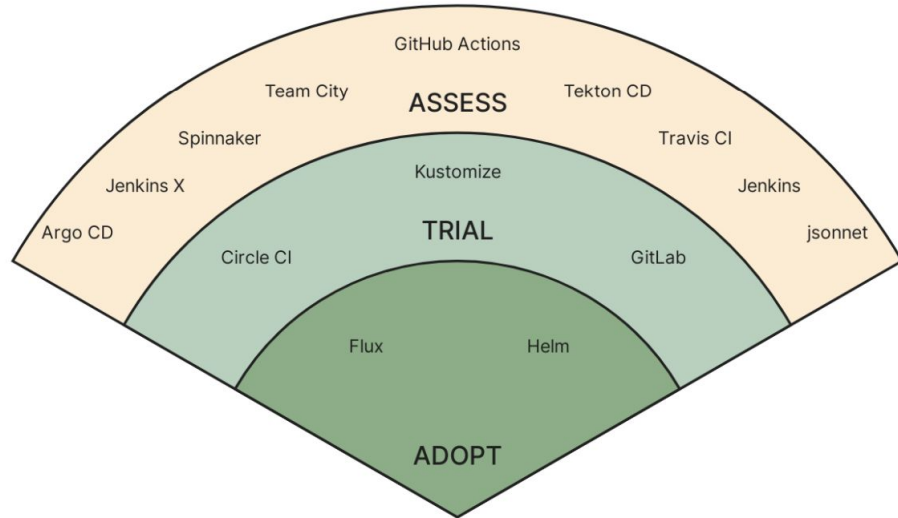 GitHub Actions
Team City
Tekton CD
ASSESS
Spinnaker
Travis CI
Kustomize
Jenkins X
Jenkins
Argo CD
TRIAL
jsonnet
Circle CI
GitLab
Flux
Helm
ADOPT